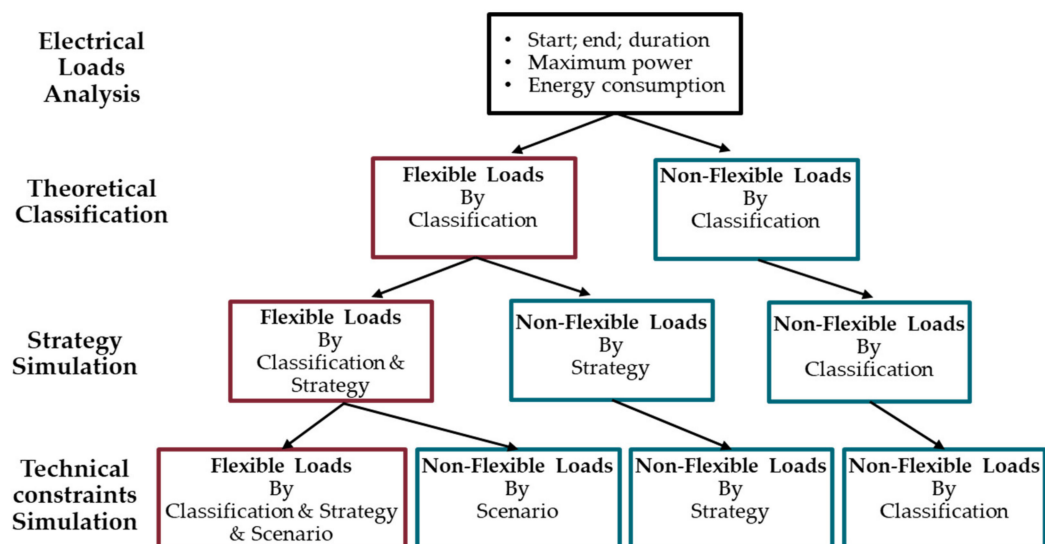 Electrical
Loads
Analysis
• Start; end; duration
• Maximum power
• Energy consumption
Theoretical
Classification
Flexible Loads
By
Classification
Non-Flexible Loads
By
Classification
Strategy
Simulation
Flexible Loads
By
Classification &
Strategy
Non-Flexible Loads
By
Strategy
Non-Flexible Loads
By
Classification
Technical
constraints
Simulation
Flexible Loads
By
Classification & Strategy
& Scenario
Non-Flexible Loads
By
Scenario
Non-Flexible Loads
By
Strategy
Non-Flexible Loads
By
Classification